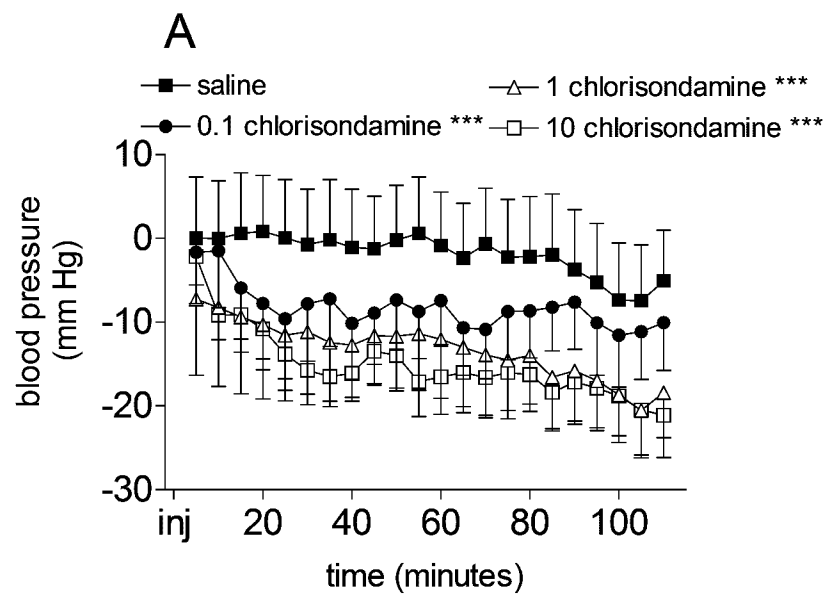 A
saline
1 chlorisondamine ***
0.1 chlorisondamine ***
10 chlorisondamine ***
10
0
-10
-20
-30
blood pressure
(mm Hg)
inj 20 40 60 80 100
time (minutes)